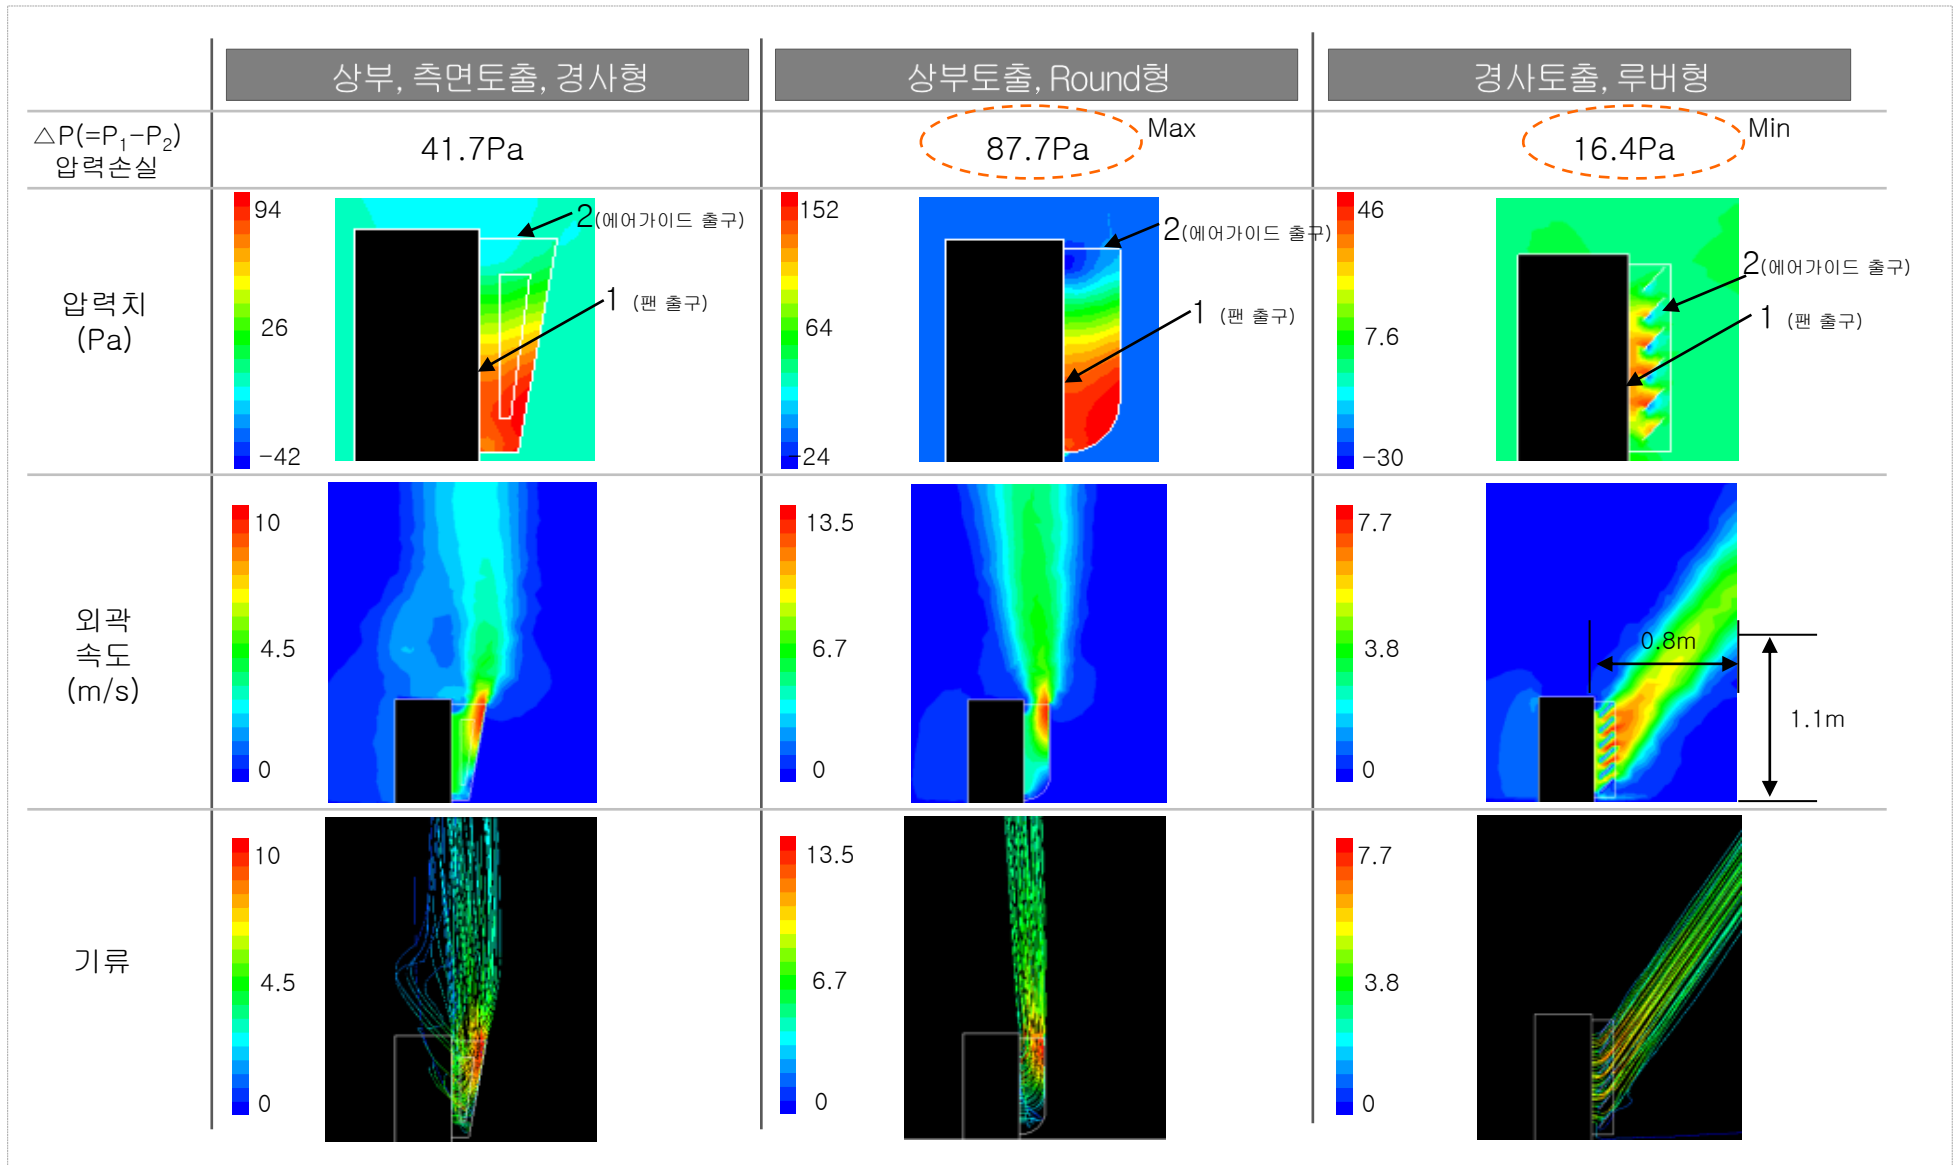 상부, 측면토출, 경사형
상부토출, Round형
경사토출, 루버형
△P(=P₁-P₂)
압력손실
41.7Pa
87.7Pa
Max
16.4Pa
Min
압력치
(Pa)
94
26
-42
2(에어가이드 출구)
1 (팬 출구)
152
64
-24
2(에어가이드 출구)
1 (팬 출구)
46
7.6
-30
2(에어가이드 출구)
1 (팬 출구)
외곽
속도
(m/s)
10
4.5
0
13.5
6.7
0
7.7
3.8
0
0.8m
1.1m
기류
10
4.5
0
13.5
6.7
0
7.7
3.8
0